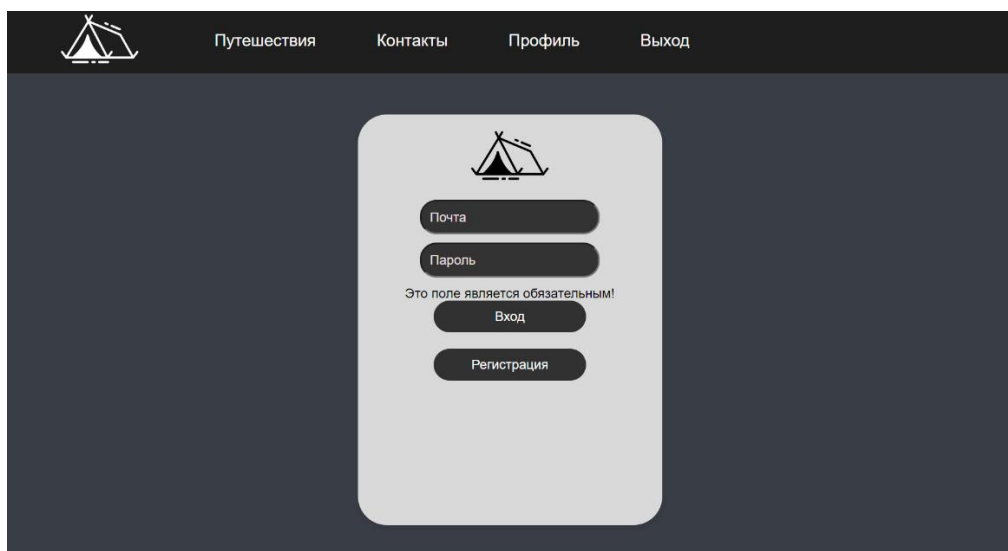 Путешествия Контакты Профиль Выход
Почта
Пароль
Это поле является обязательным!
Вход
Регистрация